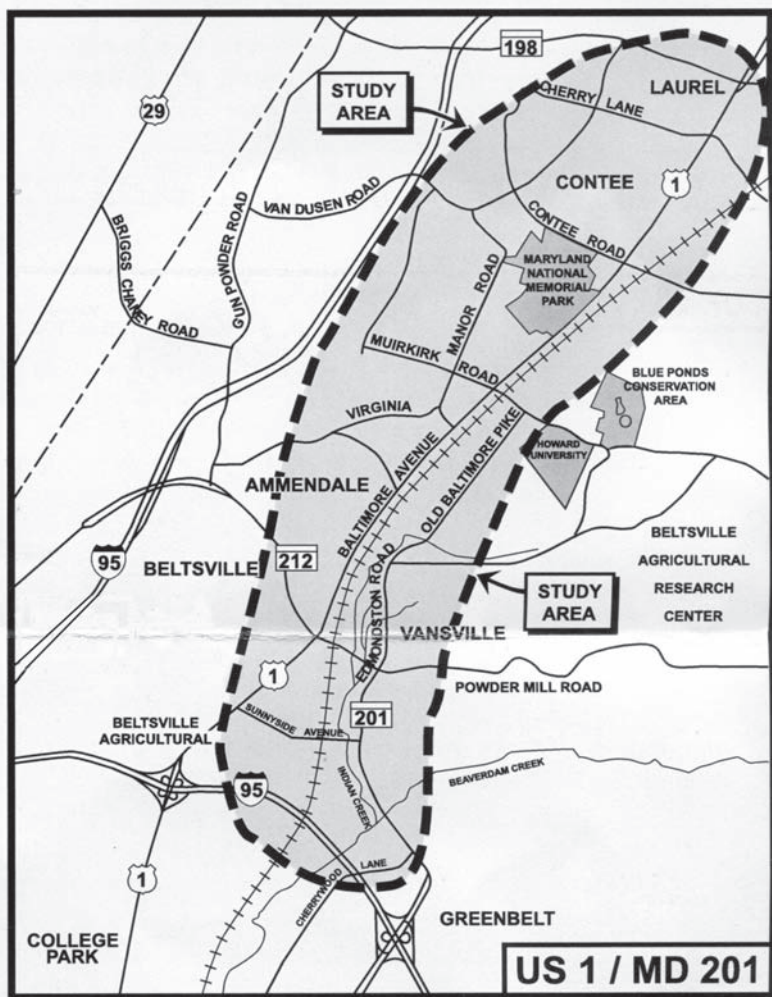 198
LAUREL
STUDY
AREA
CHERRY LANE
29
CONTEE
1
VAN DUSEN ROAD
GUN POWDER ROAD
BRIGGS CHANEY ROAD
CONTEE ROAD
MARYLAND
NATIONAL
MEMORIAL
PARK
MANOR ROAD
MUIRKIRK ROAD
BLUE PONDS
CONSERVATION
AREA
VIRGINIA
BALTIMORE AVENUE
OLD BALTIMORE PIKE
HOWARD
UNIVERSITY
AMMENDALE
95
BELTSVILLE
212
EDMONDSTON ROAD
BELTSVILLE
AGRICULTURAL
RESEARCH
CENTER
STUDY
AREA
VANSVILLE
1
POWDER MILL ROAD
BELTSVILLE
AGRICULTURAL
SUNNYSIDE AVENUE
201
95
INDIAN CREEK
BEAVERDAM CREEK
1
CHERRYWOOD LANE
GREENBELT
COLLEGE
PARK
US 1 / MD 201